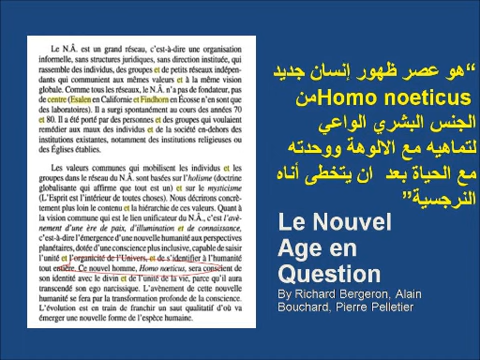 Le N.Â. est un grand réseau, c'est-à-dire une organisation
informelle, sans structures juridiques, sans direction instituée, qui
rassemble des individus, des groupes et de petits réseaux indépen-
dants qui communient aux mêmes valeurs et à la même vision
globale. Comme tous les réseaux, le N.Â. n'a pas de fondateur, pas
de centre (Esalen en Californie et Findhorn en Écosse n'en sont que
des laboratoires). Il a surgi spontanément au cours des années 70
et 80. Il a été porté par des personnes et des groupes qui voulaient
remédier aux maux des individus et de la société en-dehors des
institutions existantes, notamment des institutions religieuses ou
des Églises établies.
Les valeurs communes qui mobilisent les individus et les
groupes dans le réseau du N.Â. sont basées sur l'holisme (doctrine
globalisante qui affirme que tout est un) et sur le mysticisme
(L'Esprit est l'intérieur de toutes choses). Nous décrirons concrè-
tement plus loin le contenu et la hiérarchie de ces valeurs. Quant à
la vision commune qui est le lien unificateur du N.Â., c'est l'avè-
nement d'une ère de paix, d'illumination et de connaissance,
c'est-à-dire l'émergence d'une nouvelle humanité aux perspectives
planétaires, dotée d'une conscience plus inclusive, capable de saisir
l'unité et l'organicité de l'Univers, et de s'identifier à l'humanité
tout entière. Ce nouvel homme, Homo noeticus, sera conscient de
son identité avec le divin et de l'unité de la vie, parce qu'il aura
transcendé son ego narcissique. L'avènement de cette nouvelle
humanité se fera par la transformation profonde de la conscience.
L'évolution est en train de franchir un saut qualitatif d'où va
émerger une nouvelle forme de l'espèce humaine.
“هو عصر ظهور إنسان جديد
Homo noeticus من
الجنس البشري الواعي
لتماهيه مع الالوهة ووحدته
مع الحياة بعد ان يتخطى أناه
النرجسية”
Le Nouvel
Age en
Question
By Richard Bergeron, Alain
Bouchard, Pierre Pelletier